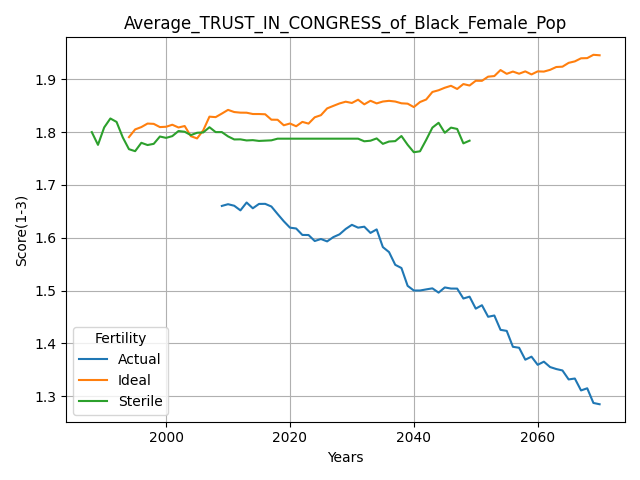 Average_TRUST_IN_CONGRESS_of_Black_Female_Pop
Score(1-3)
1.9
1.8
1.7
1.6
1.5
1.4
1.3
Fertility
Actual
Ideal
Sterile
2000 2020 2040 2060
Years